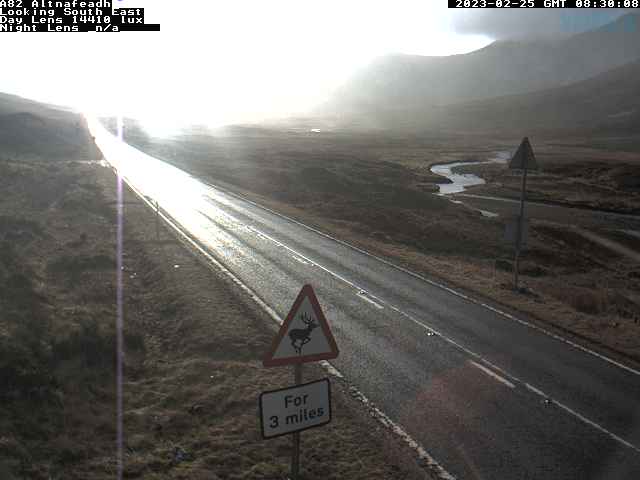 A82 Altnafeadh
Looking South East
Day Lens 14410 lux
Night Lens n/a
2023-02-25 GMT 08:30:08
For
3 miles